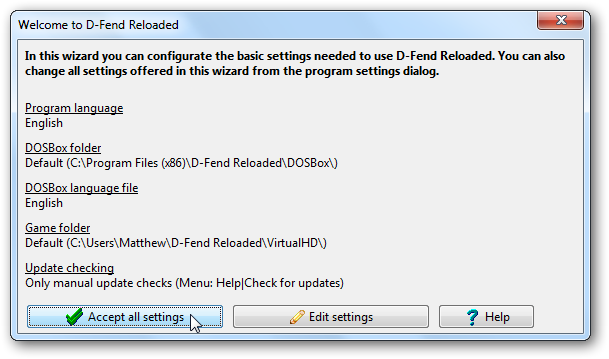 Welcome to D-Fend Reloaded
In this wizard you can configurate the basic settings needed to use D-Fend Reloaded. You can also
change all settings offered in this wizard from the program settings dialog.
Program language
English
DOSBox folder
Default (C:\Program Files (x86)\D-Fend Reloaded\DOSBox\)
DOSBox language file
English
Game folder
Default (C:\Users\Matthew\D-Fend Reloaded\VirtualHD\)
Update checking
Only manual update checks (Menu: Help|Check for updates)
Accept all settings Edit settings ? Help